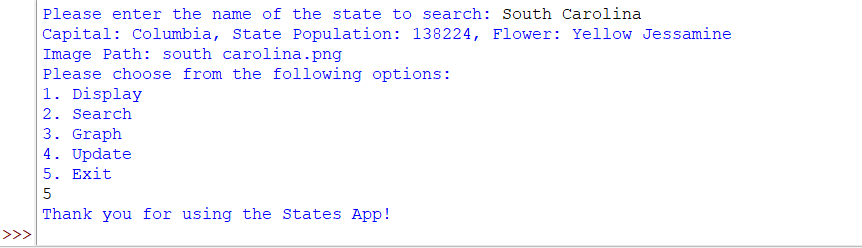 Please enter the name of the state to search: South Carolina
Capital: Columbia, State Population: 138224, Flower: Yellow Jessamine
Image Path: south carolina.png
Please choose from the following options:
1. Display
2. Search
3. Graph
4. Update
5. Exit
5
Thank you for using the States App!
>>>